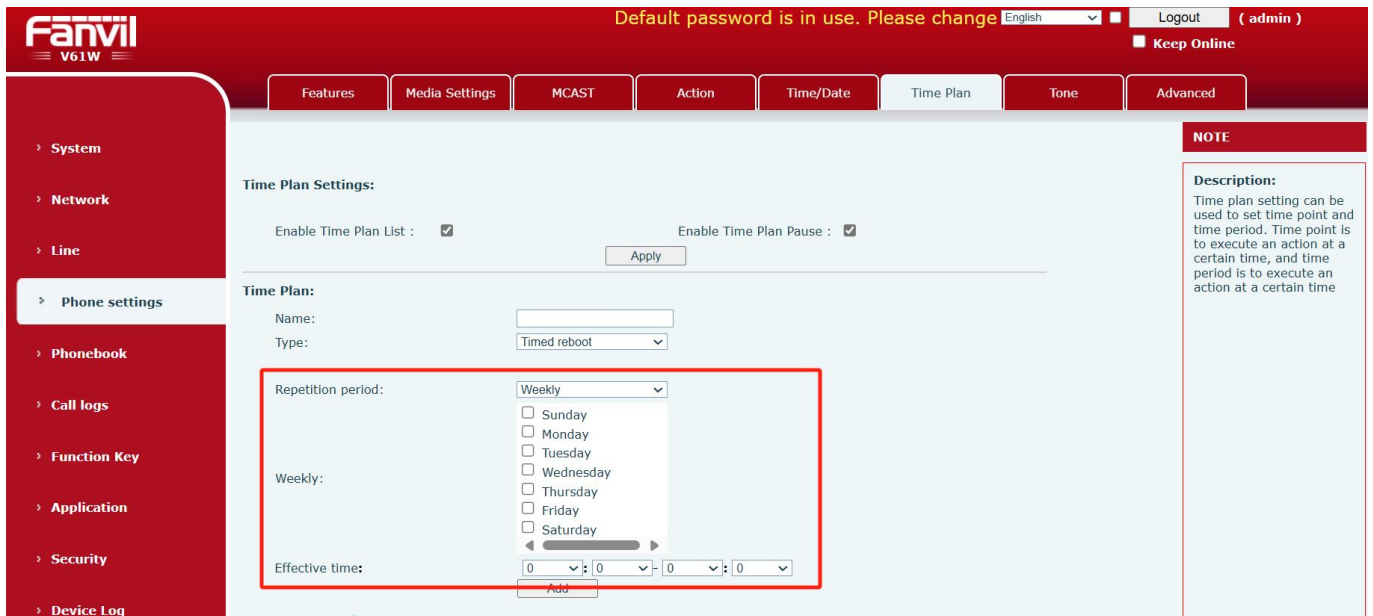 Fanvil
V61W
Default password is in use. Please change English Logout ( admin )
Keep Online
Features Media Settings MCAST Action Time/Date Time Plan Tone Advanced
System
Network
Line
Phone settings
Phonebook
Call logs
Function Key
Application
Security
Device Log
Time Plan Settings:
Enable Time Plan List : Enable Time Plan Pause :
Apply
Time Plan:
Name:
Type: Timed reboot
Repetition period: Weekly
Weekly:
Sunday
Monday
Tuesday
Wednesday
Thursday
Friday
Saturday
Effective time: 0 : 0 - 0 : 0
Add
NOTE
Description:
Time plan setting can be
used to set time point and
time period. Time point is
to execute an action at a
certain time, and time
period is to execute an
action at a certain time